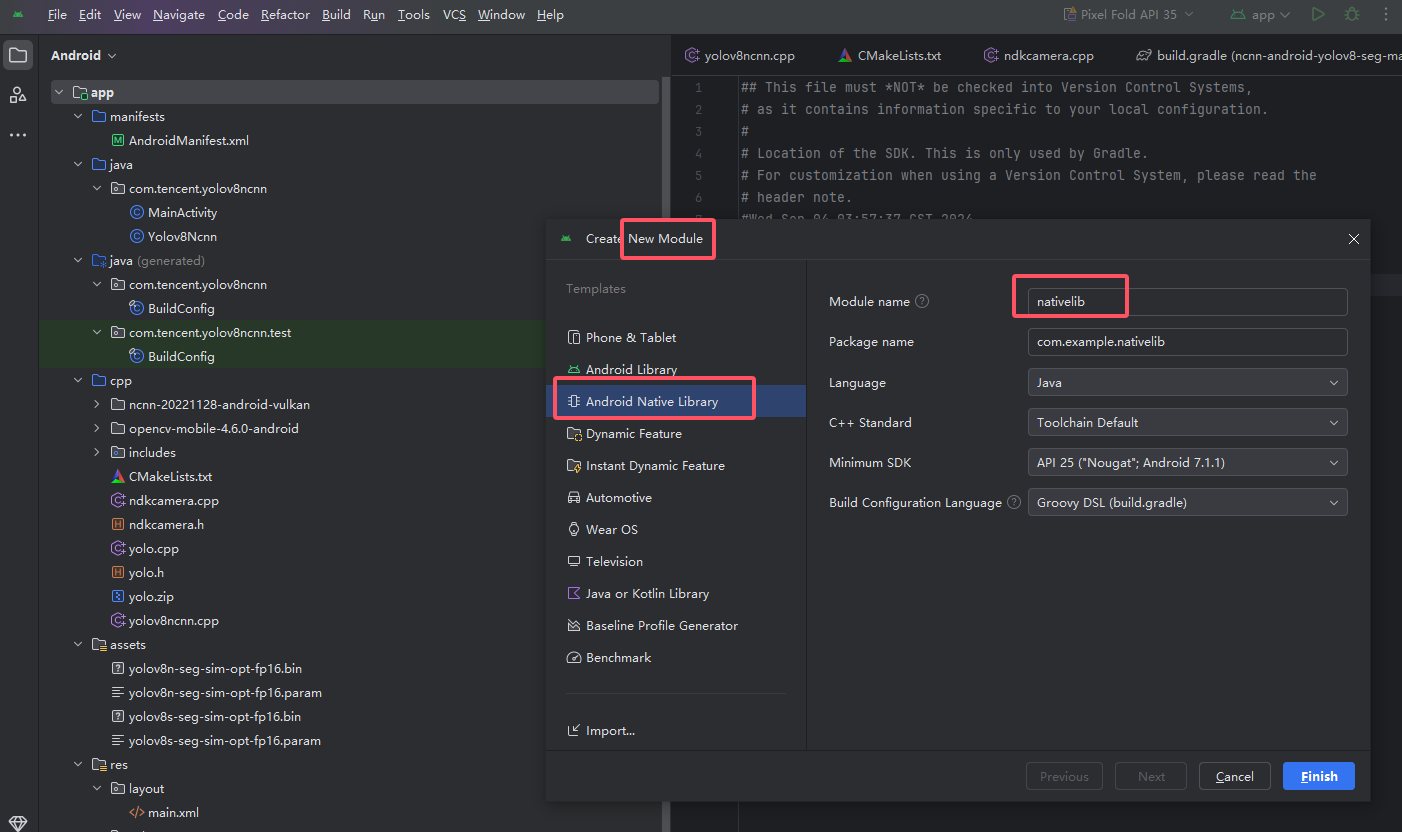 File Edit View Navigate Code Refactor Build Run Tools VCS Window Help Pixel Fold API 35 app
Android
app
manifests
AndroidManifest.xml
java
com.tencent.yolov8ncnn
MainActivity
Yolov8Ncnn
java (generated)
com.tencent.yolov8ncnn
BuildConfig
com.tencent.yolov8ncnn.test
BuildConfig
cpp
ncnn-20221128-android-vulkan
opencv-mobile-4.6.0-android
includes
CMakeLists.txt
ndkcamera.cpp
ndkcamera.h
yolo.cpp
yolo.h
yolo.zip
yolov8ncnn.cpp
assets
yolov8n-seg-sim-opt-fp16.bin
yolov8n-seg-sim-opt-fp16.param
yolov8s-seg-sim-opt-fp16.bin
yolov8s-seg-sim-opt-fp16.param
res
layout
main.xml
yolov8ncnn.cpp CMakeLists.txt ndkcamera.cpp build.gradle (ncnn-android-yolov8-seg-ma
1 ## This file must *NOT* be checked into Version Control Systems,
2 # as it contains information specific to your local configuration.
3 #
4 # Location of the SDK. This is only used by Gradle.
5 # For customization when using a Version Control System, please read the
6 # header note.
#Wed Sep 04 03:57:37 CST 2024
Create New Module
Templates
Phone & Tablet
Android Library
Android Native Library
Dynamic Feature
Instant Dynamic Feature
Automotive
Wear OS
Television
Java or Kotlin Library
Baseline Profile Generator
Benchmark
Import...
Module name ? nativelib
Package name com.example.nativelib
Language Java
C++ Standard Toolchain Default
Minimum SDK API 25 ("Nougat"; Android 7.1.1)
Build Configuration Language ? Groovy DSL (build.gradle)
Previous Next Cancel Finish